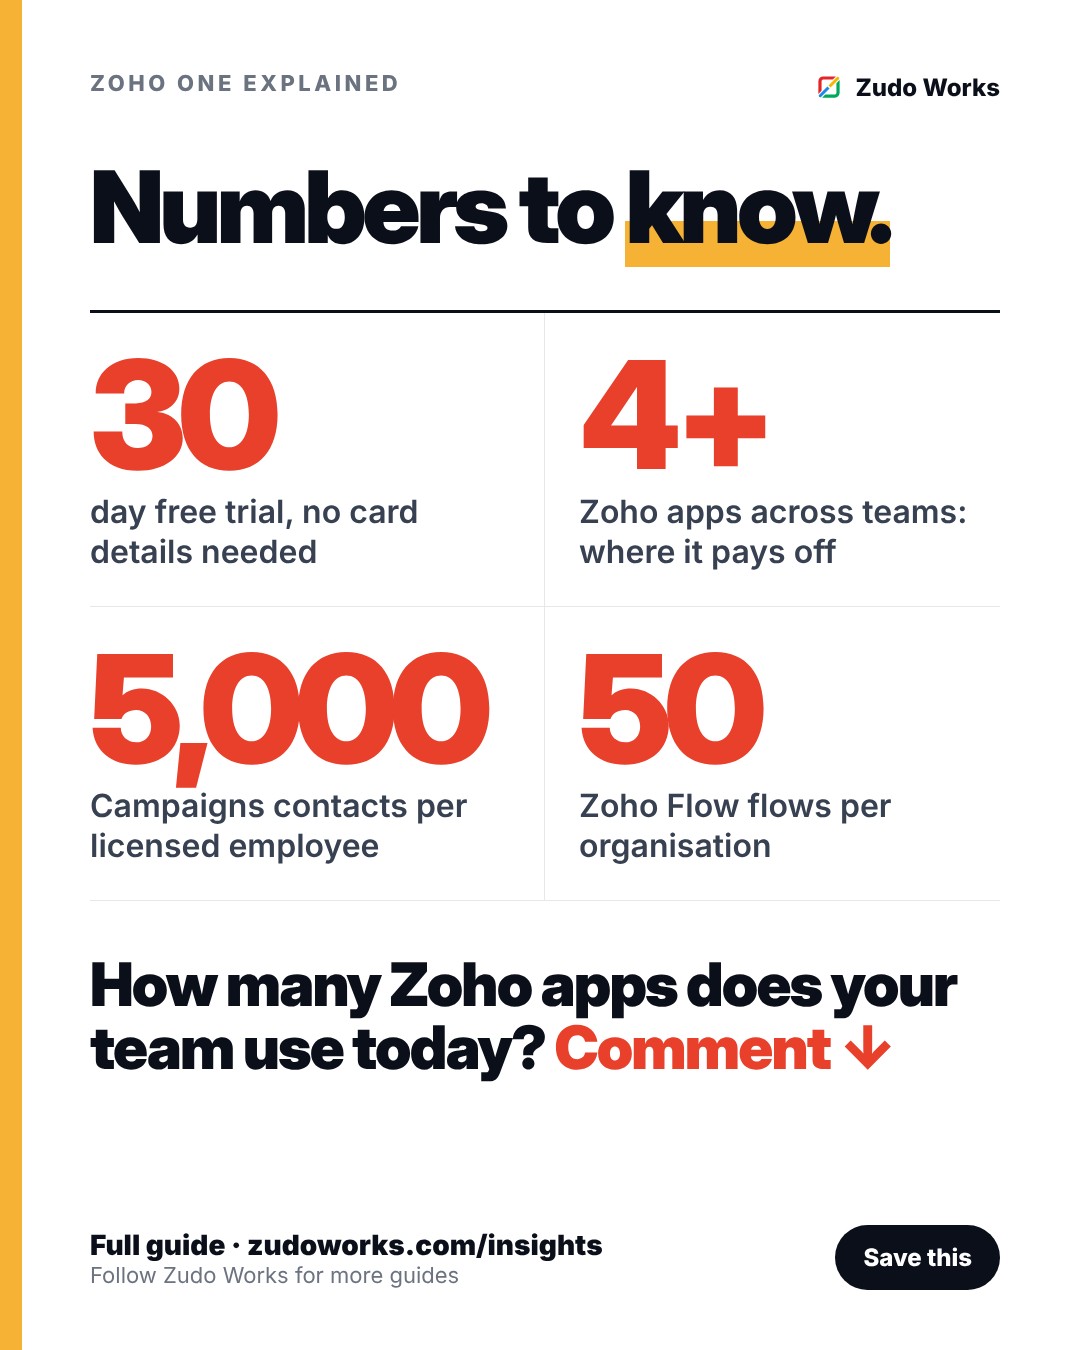 ZOHO ONE EXPLAINED
Zudo Works
Numbers to know.
30
day free trial, no card
details needed
4+
Zoho apps across teams:
where it pays off
5,000
Campaigns contacts per
licensed employee
50
Zoho Flow flows per
organisation
How many Zoho apps does your
team use today? Comment ↓
Full guide · zudoworks.com/insights
Follow Zudo Works for more guides
Save this